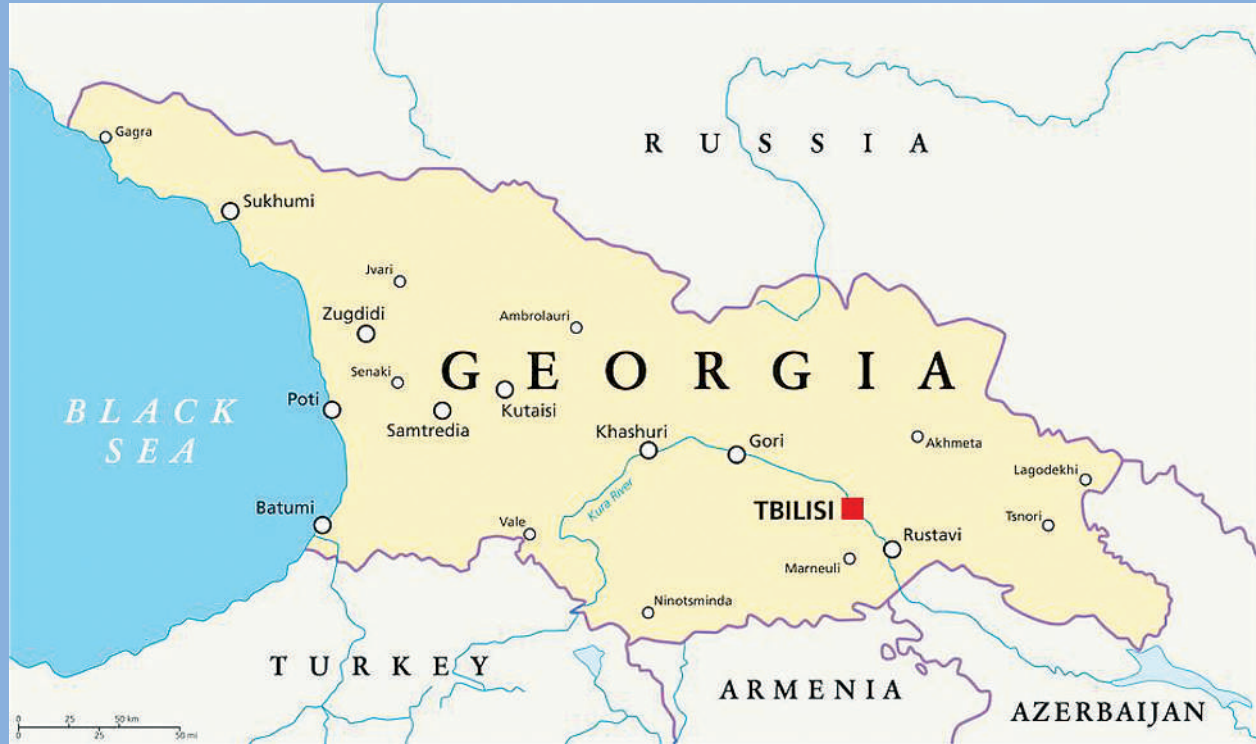 Gagra
RUSSIA
Sukhumi
Jvari
Zugdidi
Ambrolauri
Senaki
GEORGIA
Poti
Kutaisi
BLACK
SEA
Samtredia
Khashuri
Gori
Akhmeta
Lagodekhi
Kura River
Batumi
Vale
TBILISI
Tsnori
Rustavi
Marneuli
Ninotsminda
TURKEY
ARMENIA
AZERBAIJAN
0 25 50 km
0 25 50 mi